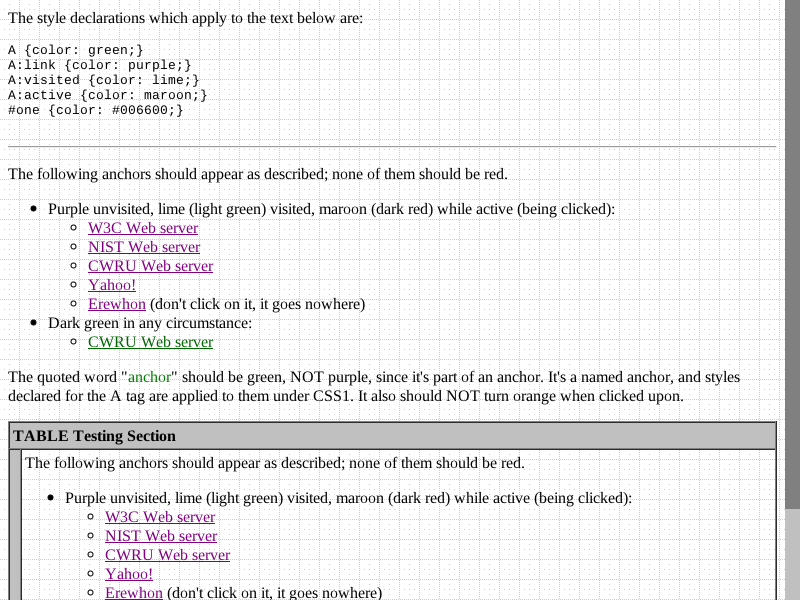 The style declarations which apply to the text below are:
A {color: green;}
A:link {color: purple;}
A:visited {color: lime;}
A:active {color: maroon;}
#one {color: #006600;}
The following anchors should appear as described; none of them should be red.
Purple unvisited, lime (light green) visited, maroon (dark red) while active (being clicked):
W3C Web server
NIST Web server
CWRU Web server
Yahoo!
Erewhon (don't click on it, it goes nowhere)
Dark green in any circumstance:
CWRU Web server
The quoted word "anchor" should be green, NOT purple, since it's part of an anchor. It's a named anchor, and styles
declared for the A tag are applied to them under CSS1. It also should NOT turn orange when clicked upon.
TABLE Testing Section
The following anchors should appear as described; none of them should be red.
Purple unvisited, lime (light green) visited, maroon (dark red) while active (being clicked):
W3C Web server
NIST Web server
CWRU Web server
Yahoo!
Erewhon (don't click on it, it goes nowhere)